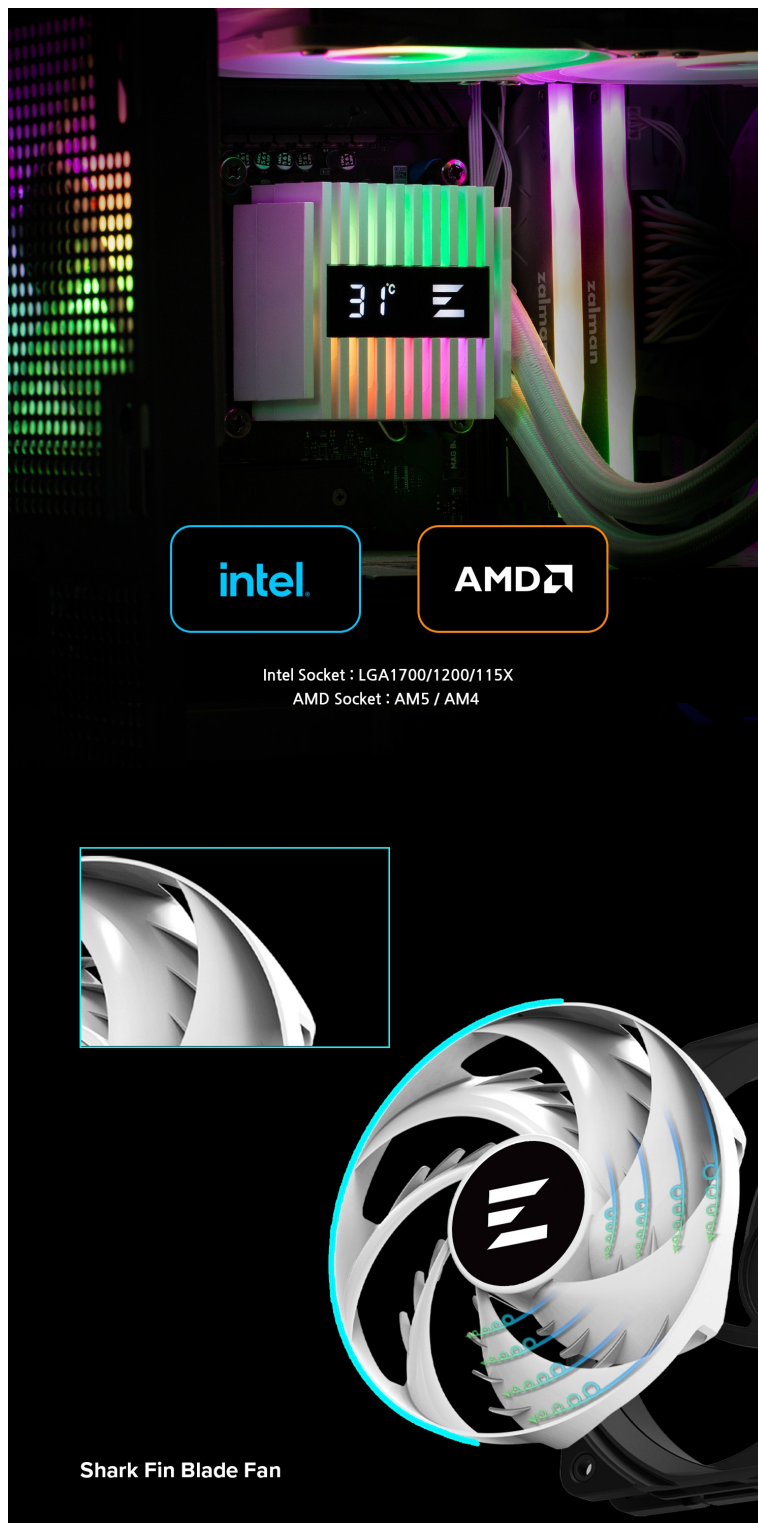 31℃
zalman
zalman
intel.
AMD
Intel Socket : LGA1700/1200/115X
AMD Socket : AM5 / AM4
Shark Fin Blade Fan